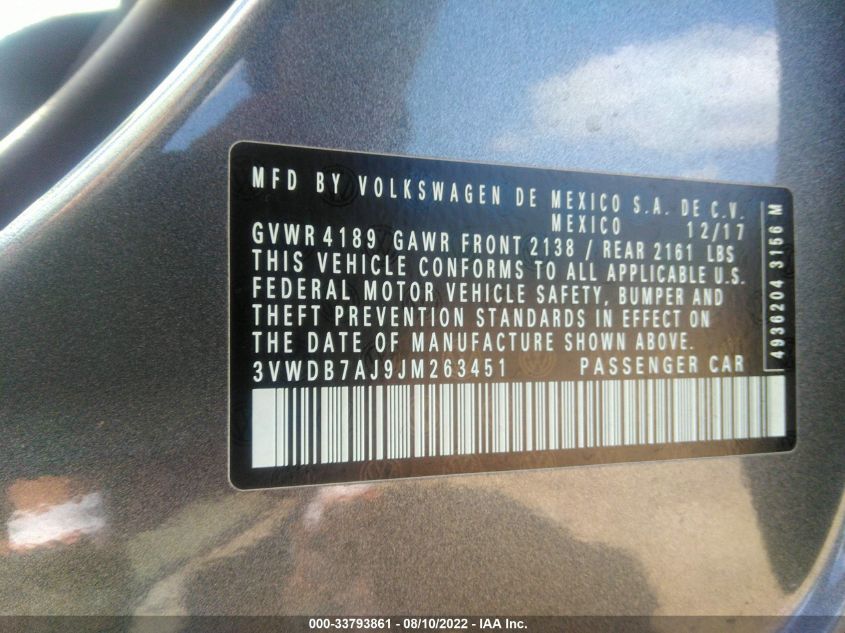 MFD BY VOLKSWAGEN DE MEXICO S.A. DE C.V.
MEXICO 12/17
GVWR 4189 GAWR FRONT 2138 / REAR 2161 LBS
THIS VEHICLE CONFORMS TO ALL APPLICABLE U.S.
FEDERAL MOTOR VEHICLE SAFETY, BUMPER AND
THEFT PREVENTION STANDARDS IN EFFECT ON
THE DATE OF MANUFACTURE SHOWN ABOVE.
3VWDB7AJ9JM263451 PASSENGER CAR
4936204 3156 M
000-33793861 - 08/10/2022 - IAA Inc.